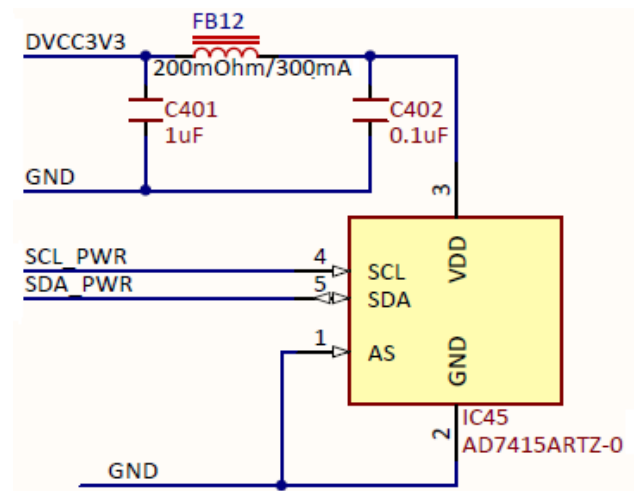 FB12
DVCC3V3
200mOhm/300mA
C401
1uF
C402
0.1uF
GND
3
VDD
SCL_PWR
4
SCL
SDA_PWR
5
SDA
1
AS
GND
2
IC45
AD7415ARTZ-0
GND